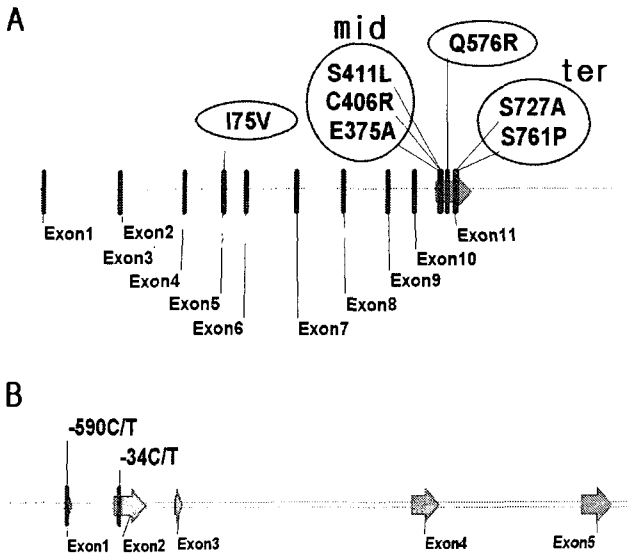 A
mid
ter
Q576R
S411L
C406R
E375A
S727A
S761P
I75V
Exon1
Exon2
Exon3
Exon4
Exon5
Exon6
Exon7
Exon8
Exon9
Exon10
Exon11
B
-590C/T
-34C/T
Exon1
Exon2
Exon3
Exon4
Exon5